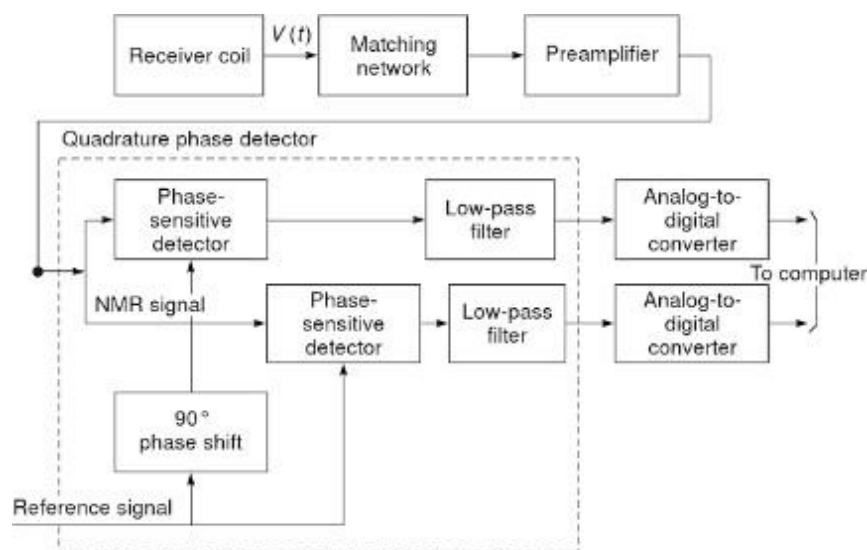 Receiver coil
V(t)
Matching
network
Preamplifier
Quadrature phase detector
Phase-
sensitive
detector
Low-pass
filter
Analog-to-
digital
converter
To computer
NMR signal
Phase-
sensitive
detector
Low-pass
filter
Analog-to-
digital
converter
90°
phase shift
Reference signal